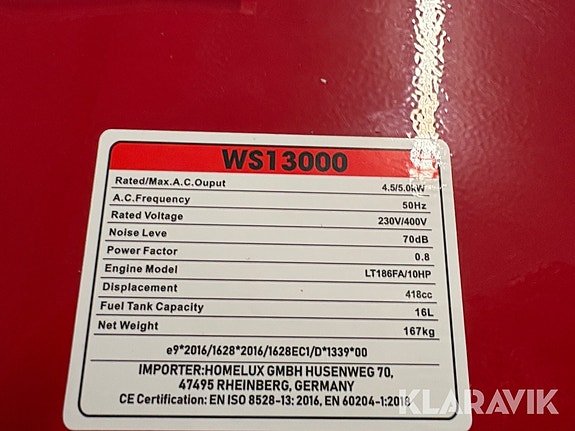 WS13000
Rated/Max.A.C.Ouput 4.5/5.0kW
A.C.Frequency 50Hz
Rated Voltage 230V/400V
Noise Leve 70dB
Power Factor 0.8
Engine Model LT186FA/10HP
Displacement 418cc
Fuel Tank Capacity 16L
Net Weight 167kg
e9*2016/1628*2016/1628EC1/D*1339*00
IMPORTER:HOMELUX GMBH HUSENWEG 70,
47495 RHEINBERG, GERMANY
CE Certification: EN ISO 8528-13: 2016, EN 60204-1:2018
KLARAVIK